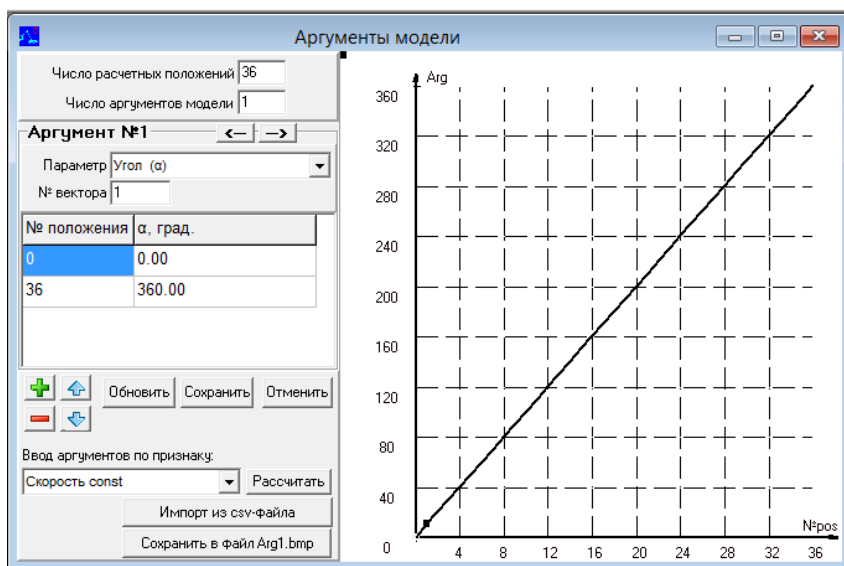 Аргументы модели
Число расчетных положений 36
Число аргументов модели 1
Аргумент №1 <-- -->
Параметр Угол (α)
№ вектора 1
№ положения α, град.
0 0.00
36 360.00
Обновить Сохранить Отменить
Ввод аргументов по признаку:
Скорость const Рассчитать
Импорт из csv-файла
Сохранить в файл Arg1.bmp
Arg
360
320
280
240
200
160
120
80
40
0
№pos
4 8 12 16 20 24 28 32 36